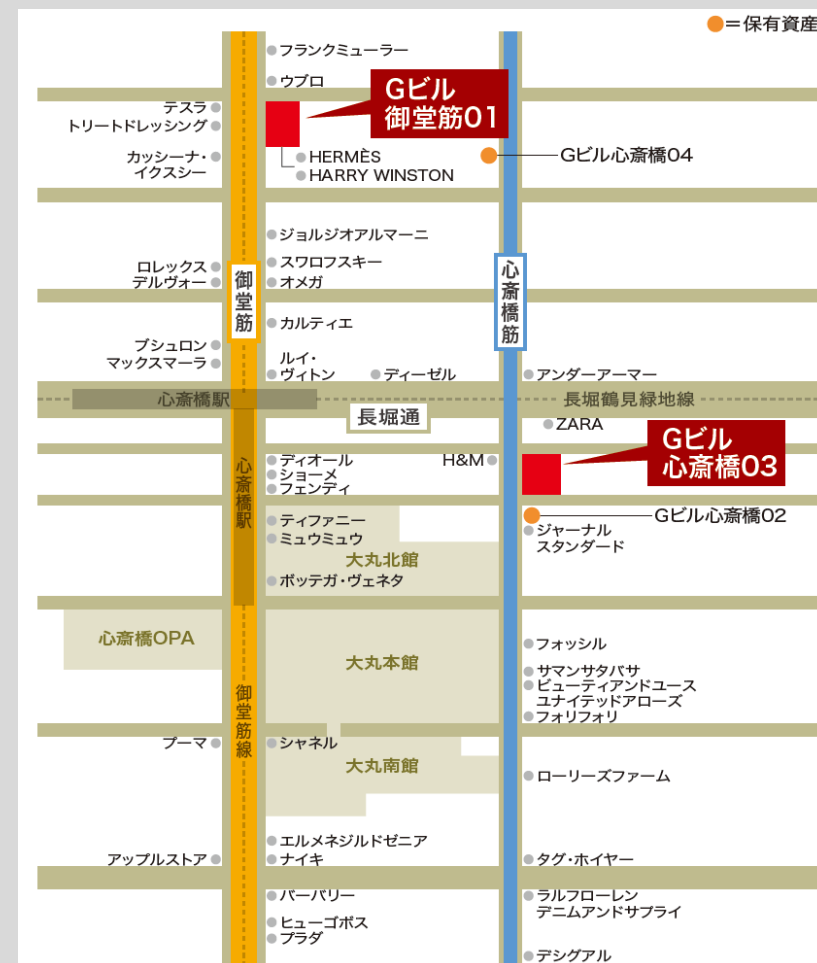 ●=保有資産
フランクミューラー
ウブロ
Gビル
御堂筋01
テスラ
トリートドレッシング
カッシーナ・
イクスシー
HERMÈS
HARRY WINSTON
Gビル心斎橋04
ジョルジオアルマーニ
スワロフスキー
オメガ
ロレックス
デルヴォー
御堂筋
心斎橋筋
カルティエ
ブシュロン
マックスマーラ
ルイ・
ヴィトン
ディーゼル
アンダーアーマー
心斎橋駅
長堀鶴見緑地線
長堀通
ZARA
Gビル
心斎橋03
ディオール
ショーメ
フェンディ
H&M
心斎橋駅
ティファニー
ミュウミュウ
Gビル心斎橋02
ジャーナル
スタンダード
大丸北館
ボッテガ・ヴェネタ
心斎橋OPA
大丸本館
フォッシル
サマンサタバサ
ビューティアンドユース
ユナイテッドアローズ
フォリフォリ
御堂筋線
プーマ
シャネル
大丸南館
ローリーズファーム
エルメネジルドゼニア
ナイキ
アップルストア
タグ・ホイヤー
バーバリー
ヒューゴボス
プラダ
ラルフローレン
デニムアンドサプライ
デシグアル